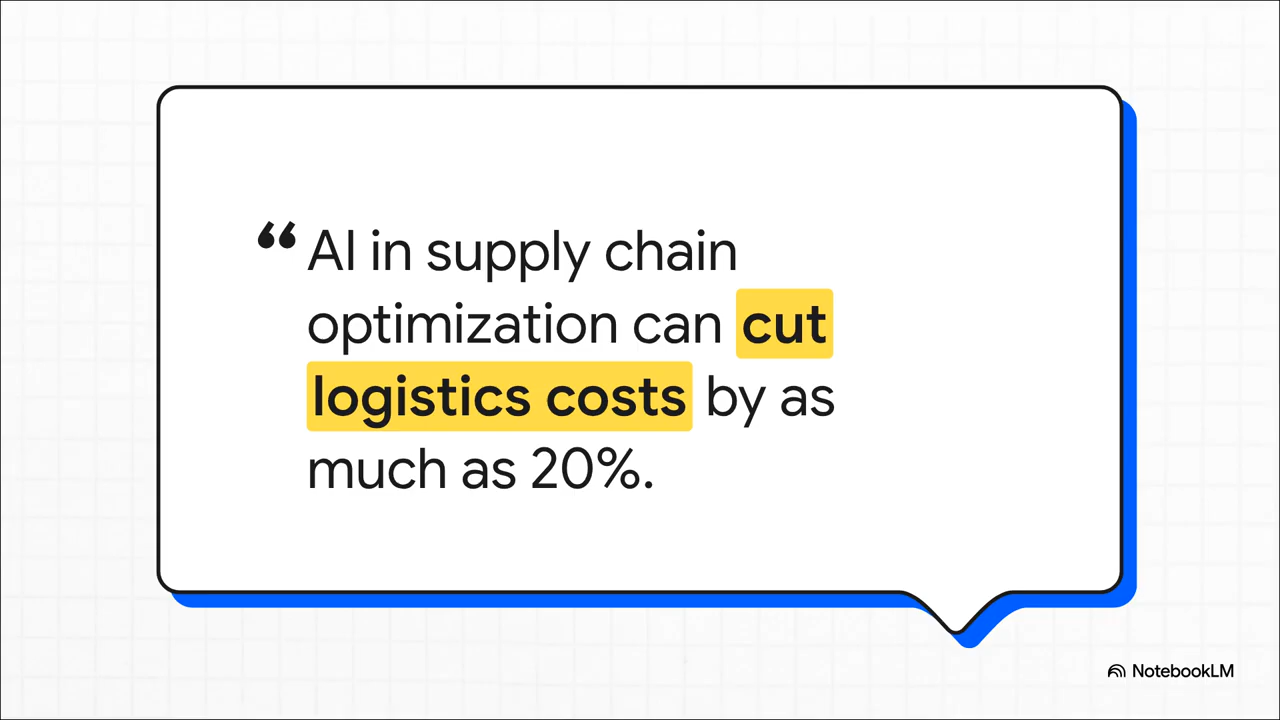 “ AI in supply chain
optimization can cut
logistics costs by as
much as 20%.
NotebookLM